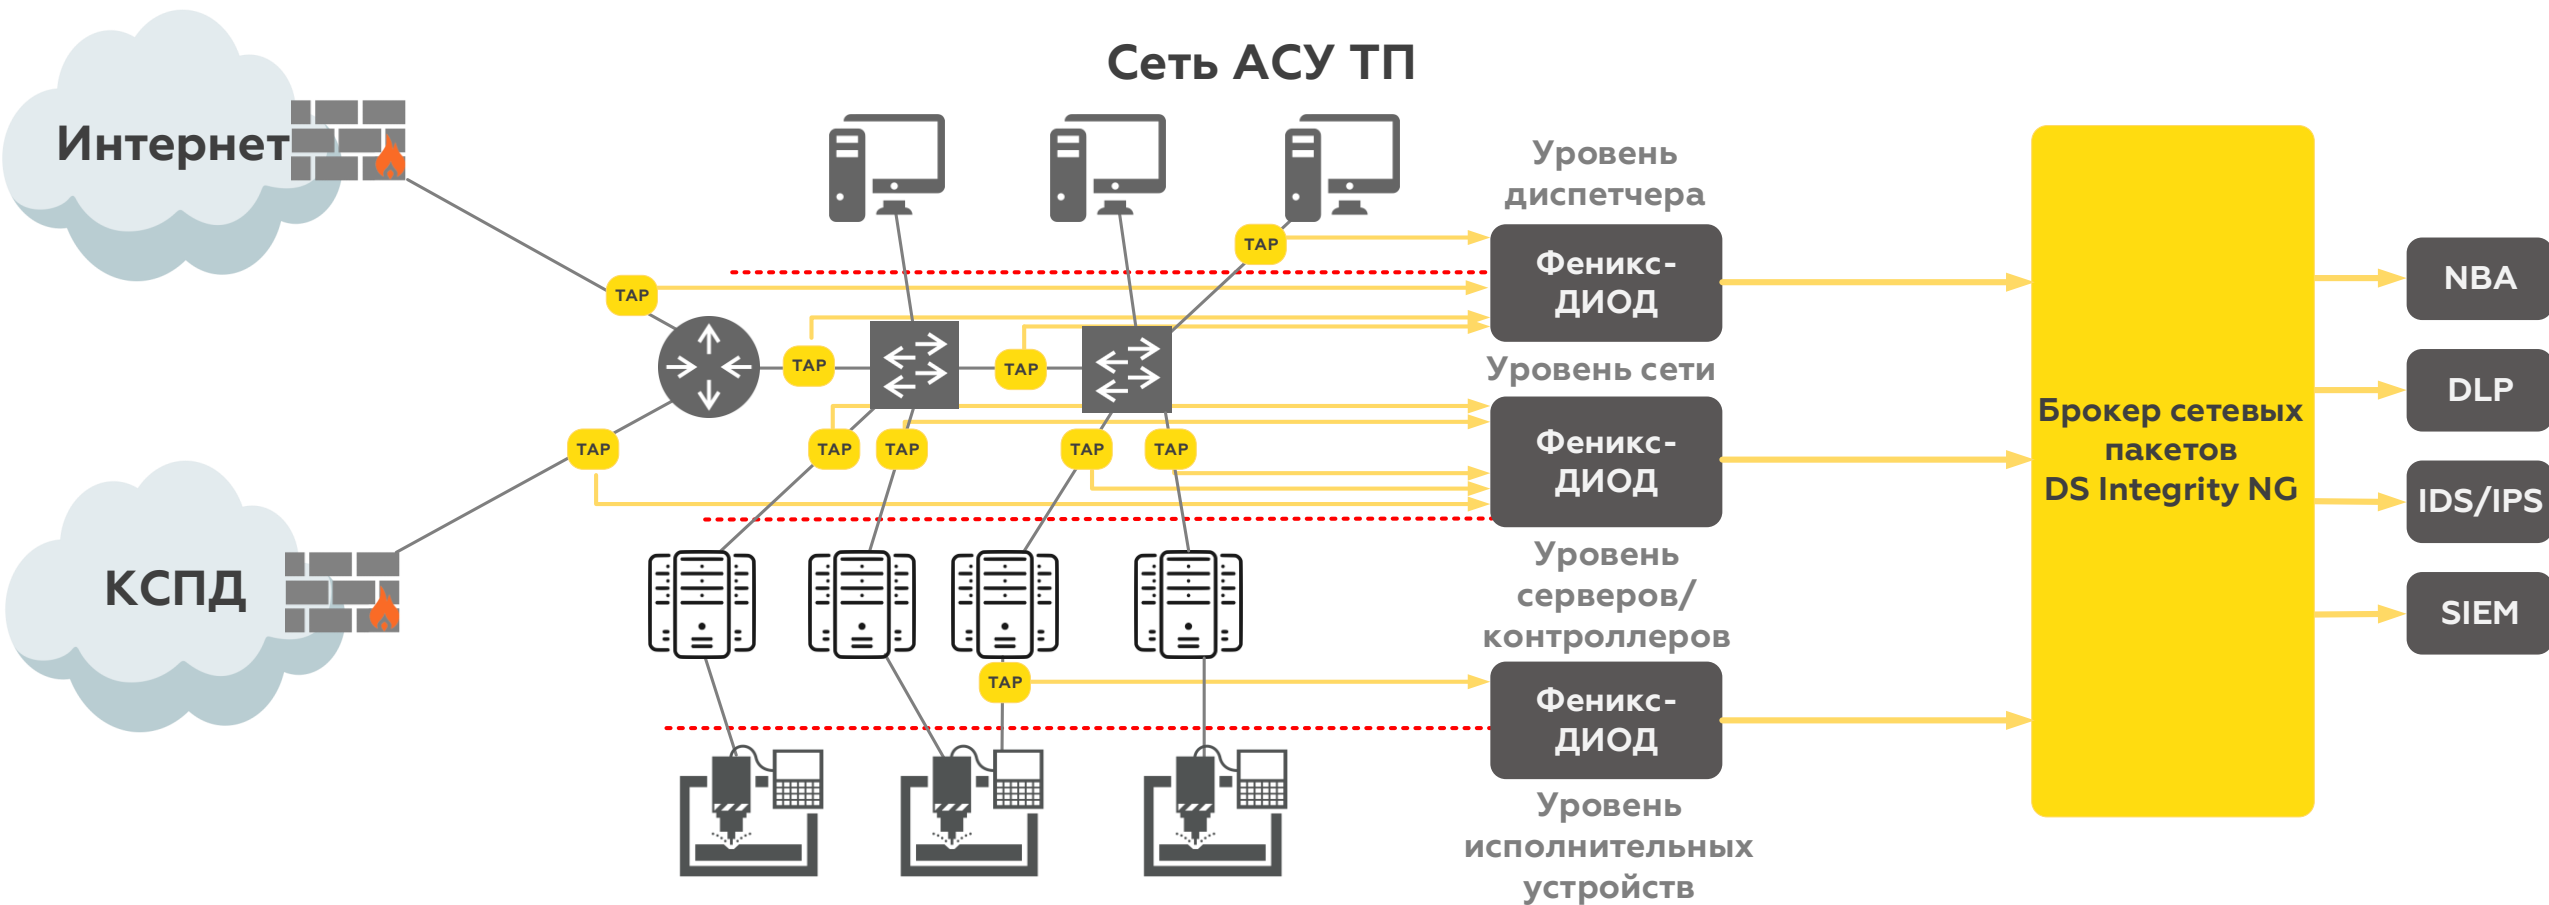 Сеть АСУ ТП
Интернет
КСПД
TAP
TAP
TAP
TAP
TAP
TAP
TAP
TAP
TAP
TAP
Уровень
диспетчера
Феникс-
ДИОД
Уровень сети
Феникс-
ДИОД
Уровень
серверов/
контроллеров
Феникс-
ДИОД
Уровень
исполнительных
устройств
Брокер сетевых
пакетов
DS Integrity NG
NBA
DLP
IDS/IPS
SIEM